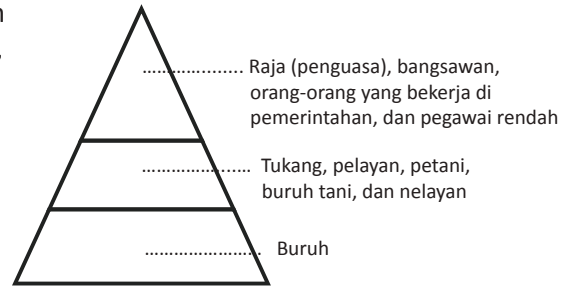 ..................... Raja (penguasa), bangsawan,
orang-orang yang bekerja di
pemerintahan, dan pegawai rendah
....................... Tukang, pelayan, petani,
buruh tani, dan nelayan
........................ Buruh